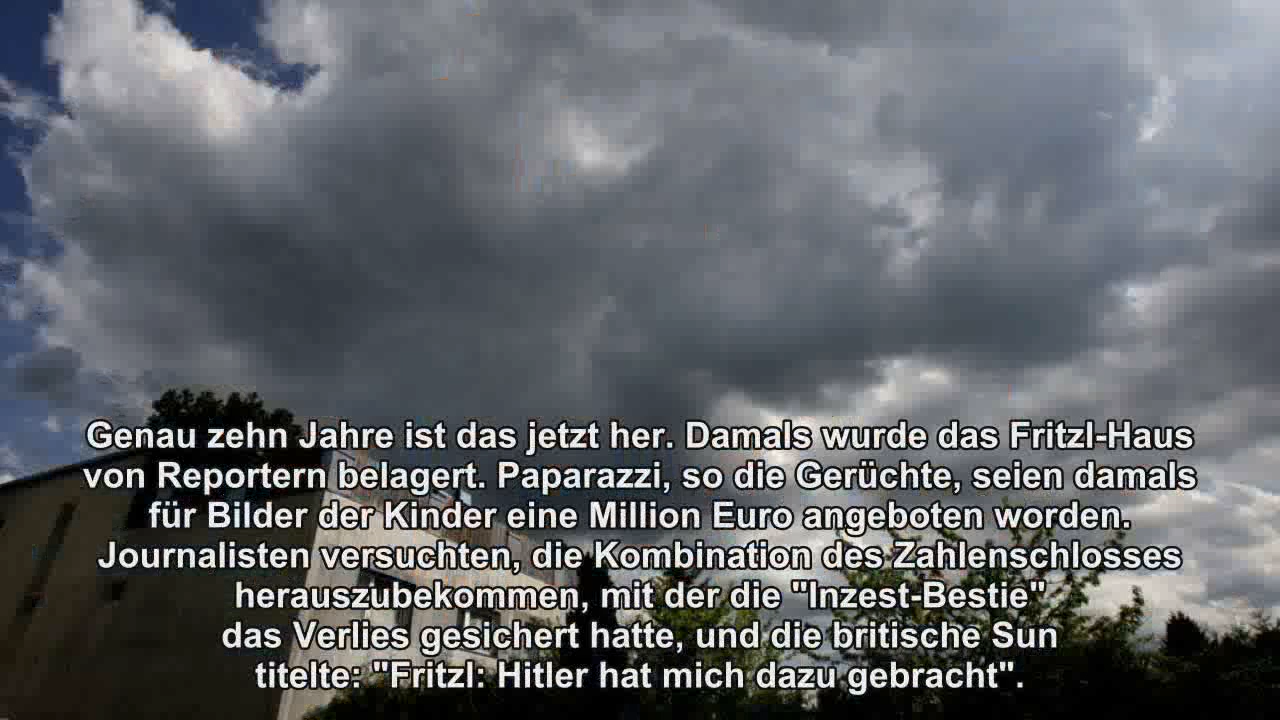 Genau zehn Jahre ist das jetzt her. Damals wurde das Fritzl-Haus
von Reportern belagert. Paparazzi, so die Gerüchte, seien damals
für Bilder der Kinder eine Million Euro angeboten worden.
Journalisten versuchten, die Kombination des Zahlenschlosses
herauszubekommen, mit der die "Inzest-Bestie"
das Verlies gesichert hatte, und die britische Sun
titelte: "Fritzl: Hitler hat mich dazu gebracht".